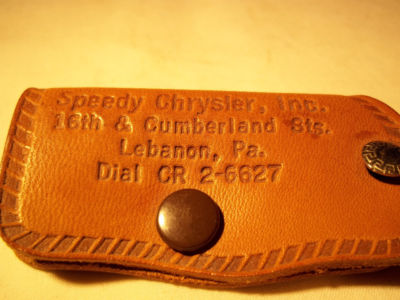 Speedy Chrysler, Inc.
16th & Cumberland Sts.
Lebanon, Pa.
Dial CR 2-6627